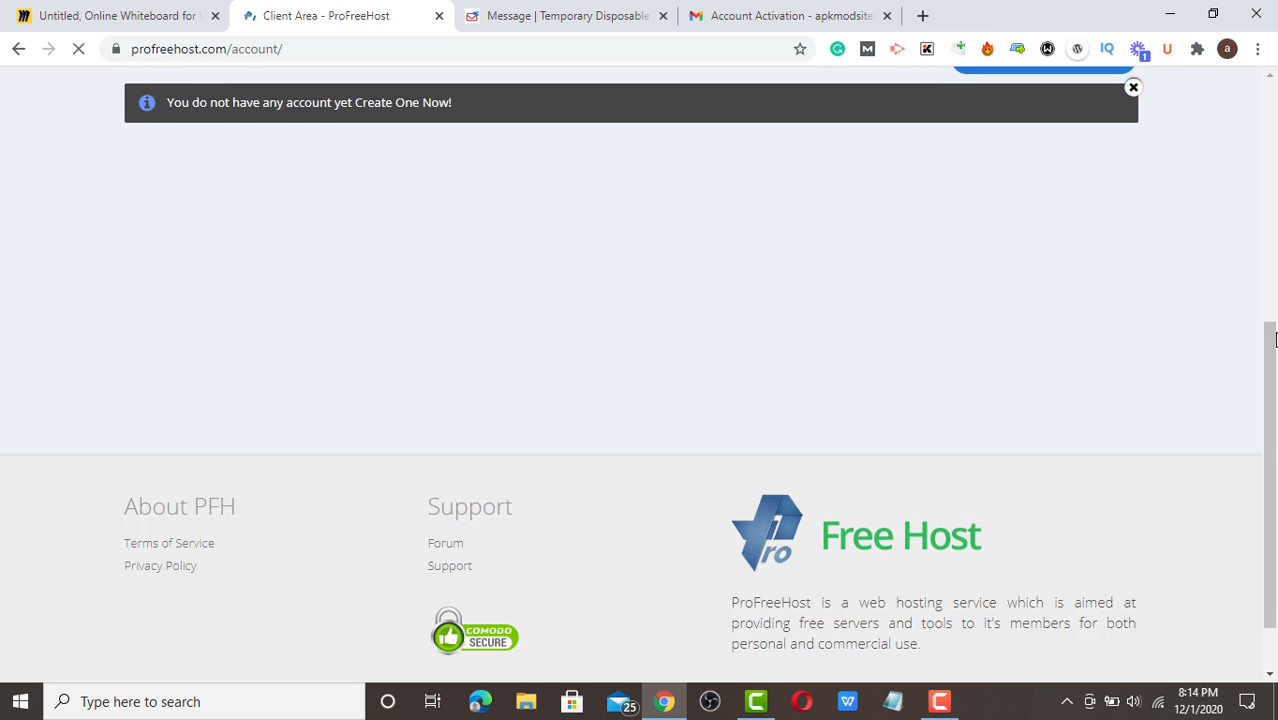 Untitled, Online Whiteboard for
Client Area - ProFreeHost
Message | Temporary Disposable
Account Activation - apkmodsite
profreehost.com/account/
1
a
You do not have any account yet Create One Now!
About PFH
Support
Terms of Service
Forum
Privacy Policy
Support
i
ro
Free Host
COMODO
SECURE
ProFreeHost is a web hosting service which is aimed at
providing free servers and tools to it's members for both
personal and commercial use.
Type here to search
25
8:14 PM
12/1/2020